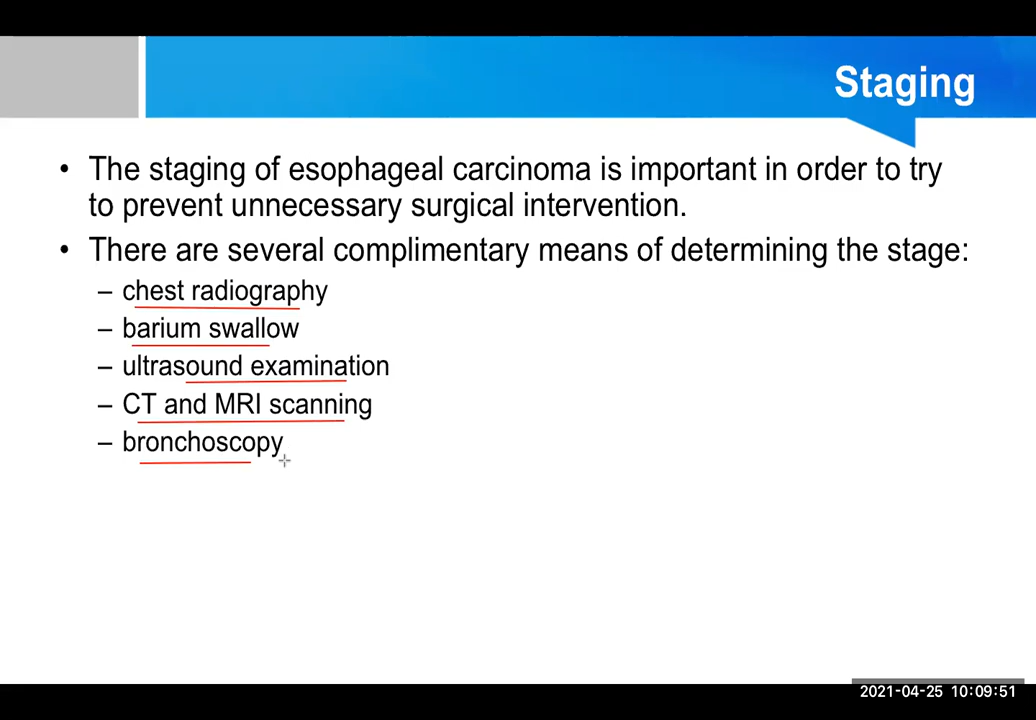 Staging
• The staging of esophageal carcinoma is important in order to try
to prevent unnecessary surgical intervention.
• There are several complimentary means of determining the stage:
– chest radiography
– barium swallow
– ultrasound examination
– CT and MRI scanning
– bronchoscopy
2021-04-25 10:09:51